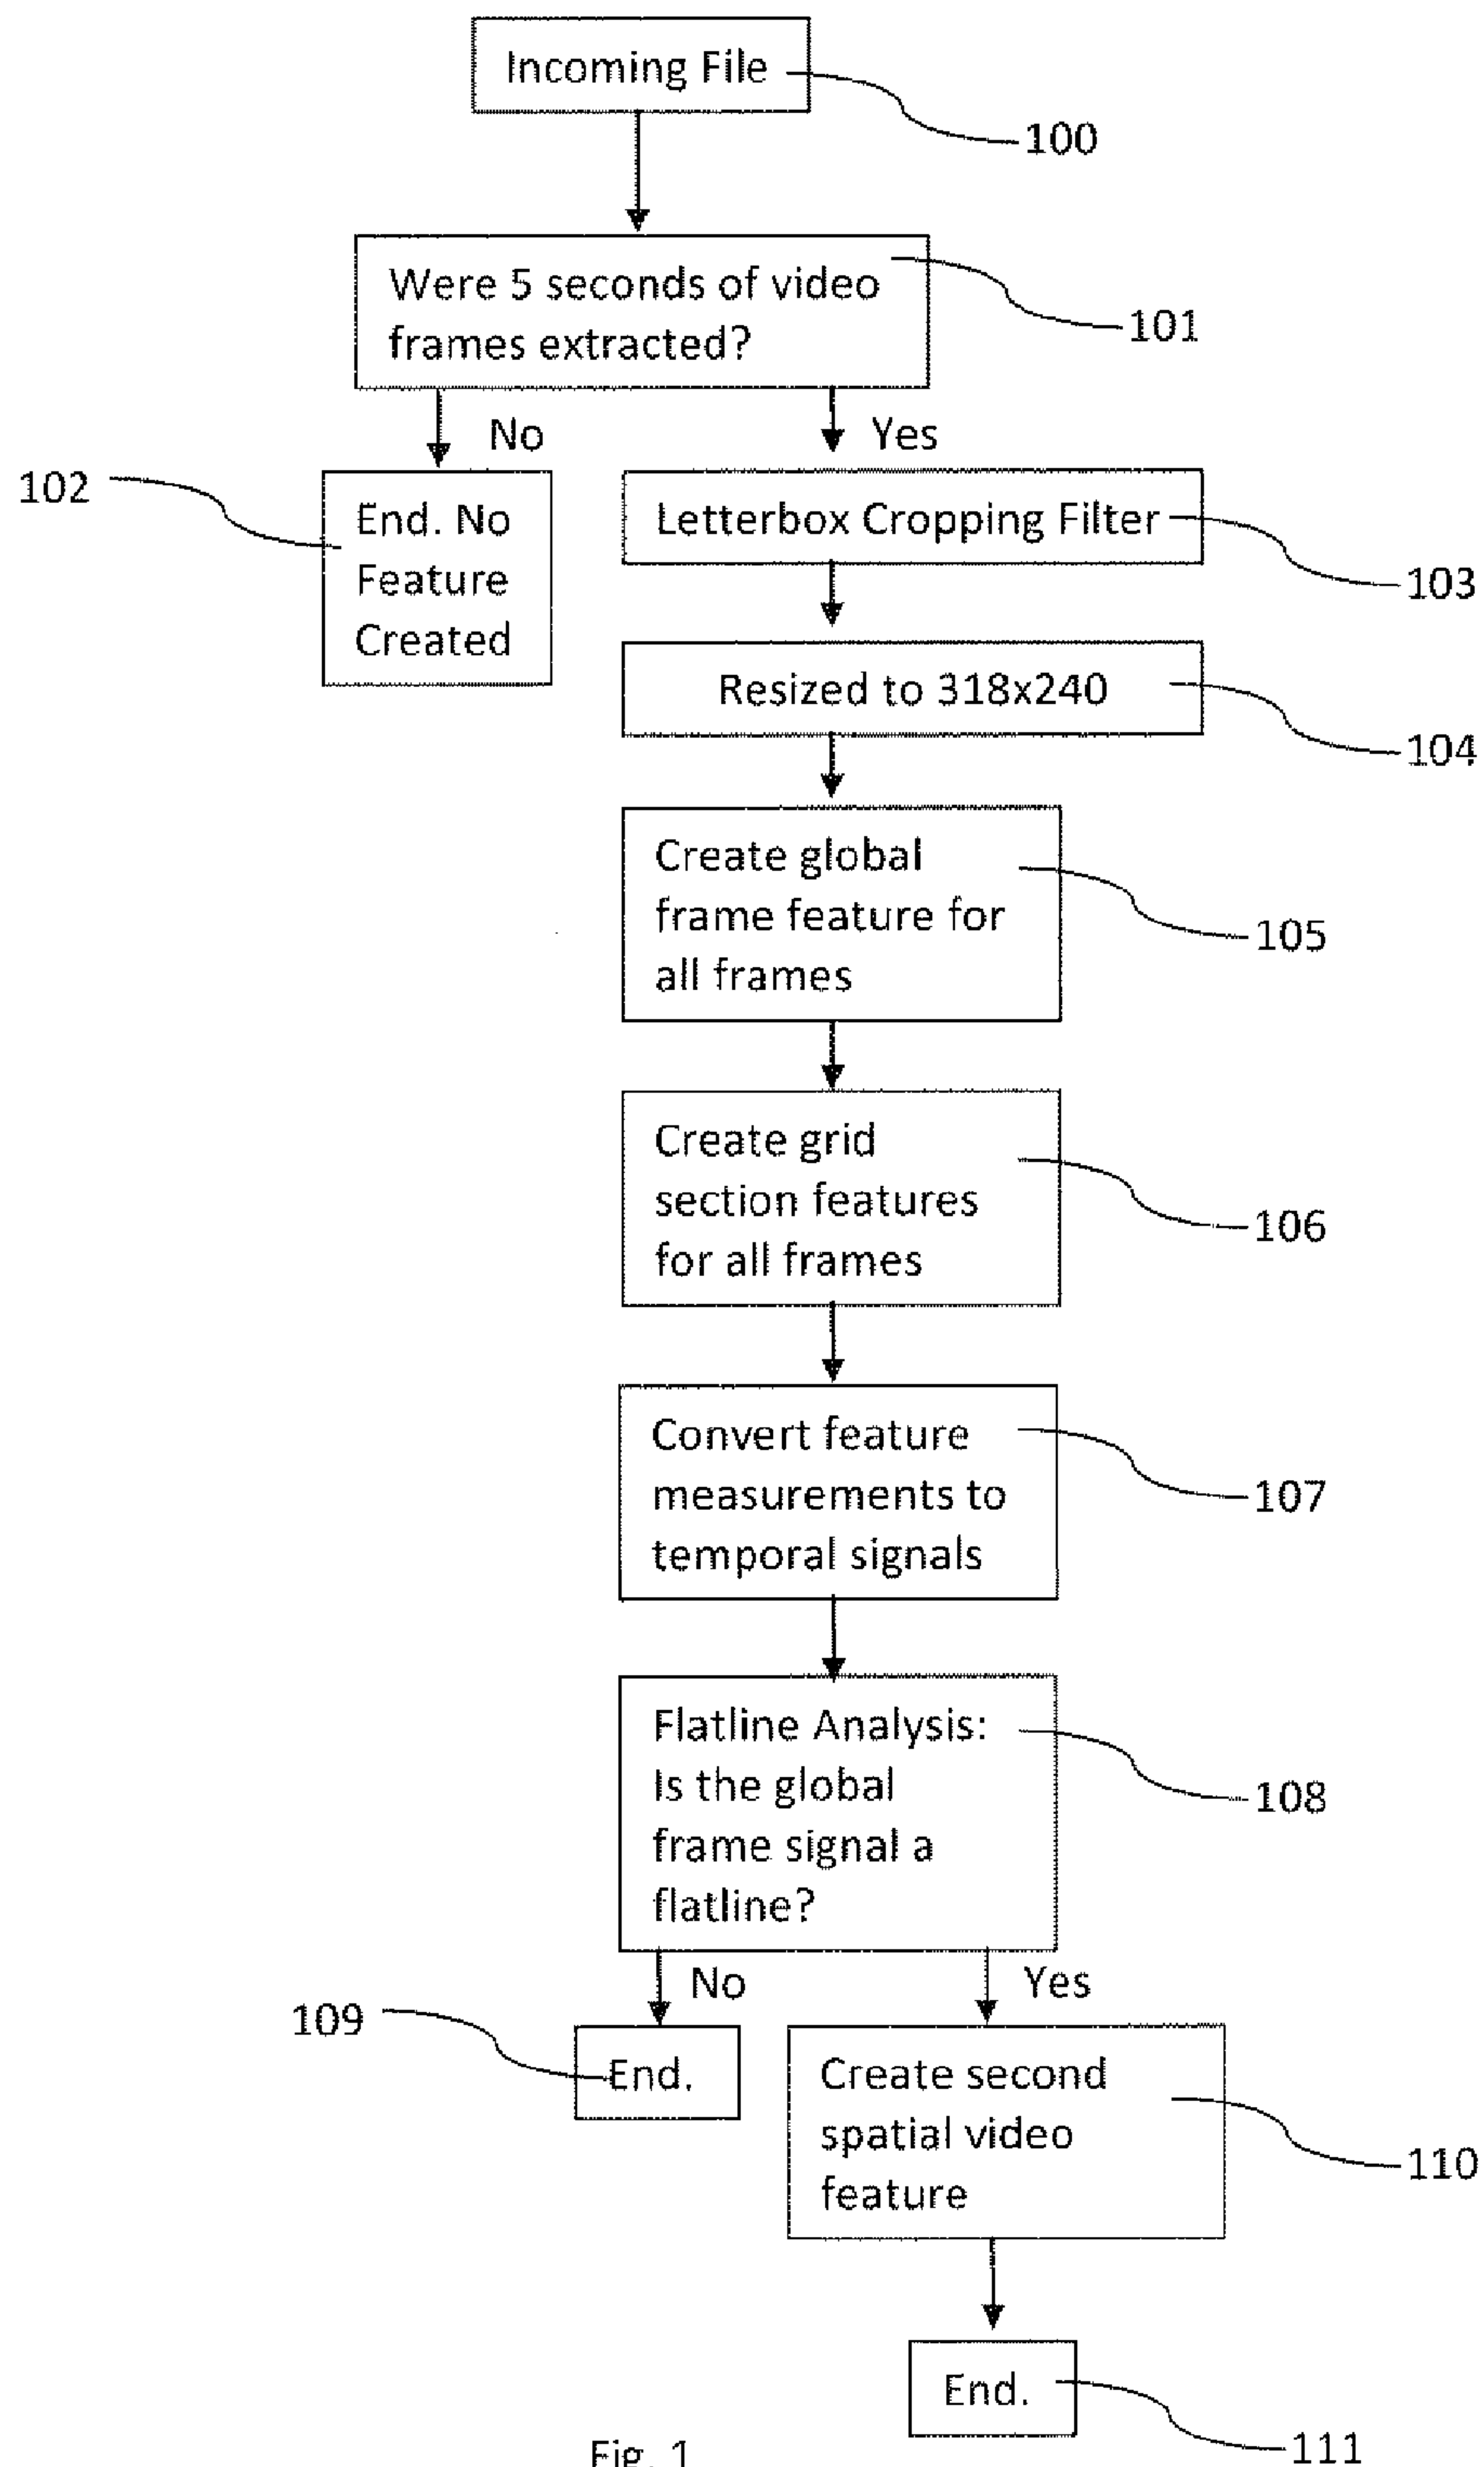 Incoming File
100
Were 5 seconds of video
frames extracted?
101
No
Yes
102
End. No
Feature
Created
Letterbox Cropping Filter
103
Resized to 318x240
104
Create global
frame feature for
all frames
105
Create grid
section features
for all frames
106
Convert feature
measurements to
temporal signals
107
Flatline Analysis:
Is the global
frame signal a
flatline?
108
No
Yes
109
End.
Create second
spatial video
feature
110
End.
111
Fig. 1